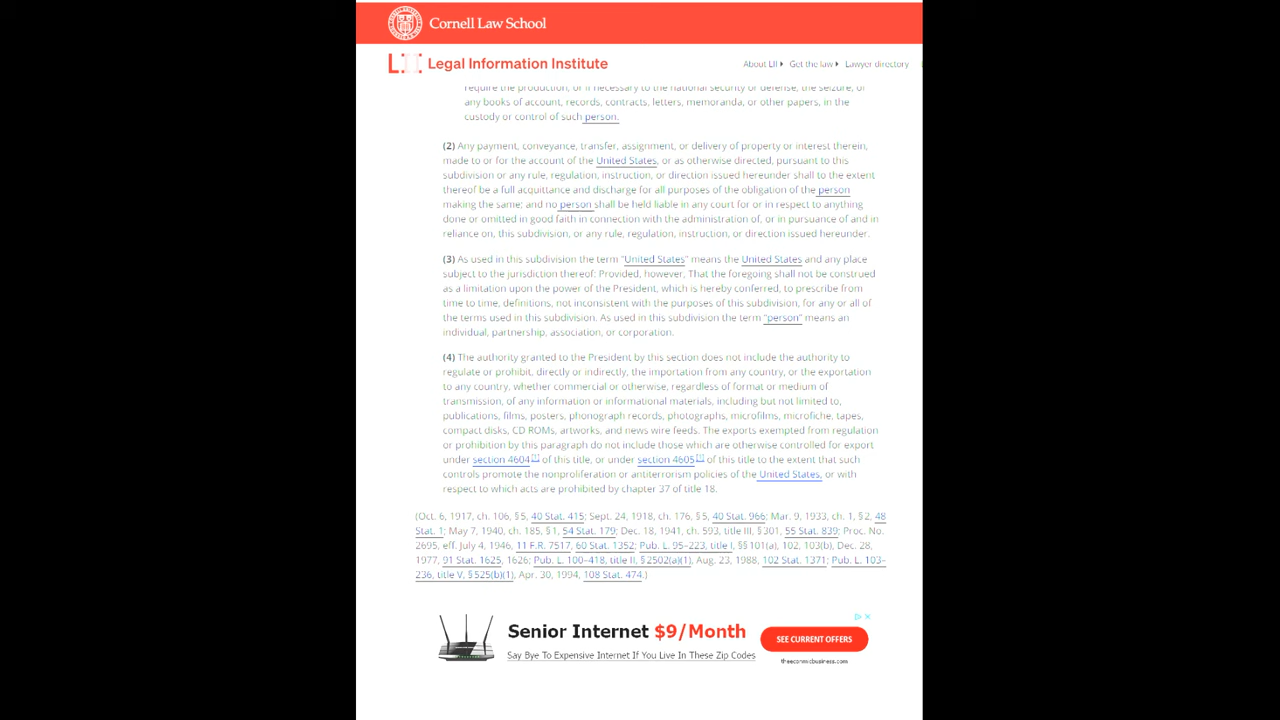 Cornell Law School
LII Legal Information Institute
About LII Get the law Lawyer directory
require the production, or if necessary to the national security or defense, the seizure, of
any books of account, records, contracts, letters, memoranda, or other papers, in the
custody or control of such person.
(2) Any payment, conveyance, transfer, assignment, or delivery of property or interest therein,
made to or for the account of the United States, or as otherwise directed, pursuant to this
subdivision or any rule, regulation, instruction, or direction issued hereunder shall to the extent
thereof be a full acquittance and discharge for all purposes of the obligation of the person
making the same; and no person shall be held liable in any court for or in respect to anything
done or omitted in good faith in connection with the administration of, or in pursuance of and in
reliance on, this subdivision, or any rule, regulation, instruction, or direction issued hereunder.
(3) As used in this subdivision the term "United States" means the United States and any place
subject to the jurisdiction thereof: Provided, however, That the foregoing shall not be construed
as a limitation upon the power of the President, which is hereby conferred, to prescribe from
time to time, definitions, not inconsistent with the purposes of this subdivision, for any or all of
the terms used in this subdivision. As used in this subdivision the term "person" means an
individual, partnership, association, or corporation.
(4) The authority granted to the President by this section does not include the authority to
regulate or prohibit, directly or indirectly, the importation from any country, or the exportation
to any country, whether commercial or otherwise, regardless of format or medium of
transmission, of any information or informational materials, including but not limited to,
publications, films, posters, phonograph records, photographs, microfilms, microfiche, tapes,
compact disks, CD ROMs, artworks, and news wire feeds. The exports exempted from regulation
or prohibition by this paragraph do not include those which are otherwise controlled for export
under section 4604 [1] of this title, or under section 4605 [1] of this title to the extent that such
controls promote the nonproliferation or antiterrorism policies of the United States, or with
respect to which acts are prohibited by chapter 37 of title 18.
(Oct. 6, 1917, ch. 106, §5, 40 Stat. 415; Sept. 24, 1918, ch. 176, §5, 40 Stat. 966; Mar. 9, 1933, ch. 1, §2, 48
Stat. 1; May 7, 1940, ch. 185, §1, 54 Stat. 179; Dec. 18, 1941, ch. 593, title III, §301, 55 Stat. 839; Proc. No.
2695, eff. July 4, 1946, 11 F.R. 7517, 60 Stat. 1352; Pub. L. 95–223, title I, §§101(a), 102, 103(b), Dec. 28,
1977, 91 Stat. 1625, 1626; Pub. L. 100–418, title II, §2502(a)(1), Aug. 23, 1988, 102 Stat. 1371; Pub. L. 103–
236, title V, §525(b)(1), Apr. 30, 1994, 108 Stat. 474.)
Senior Internet $9/Month
Say Bye To Expensive Internet If You Live In These Zip Codes
SEE CURRENT OFFERS